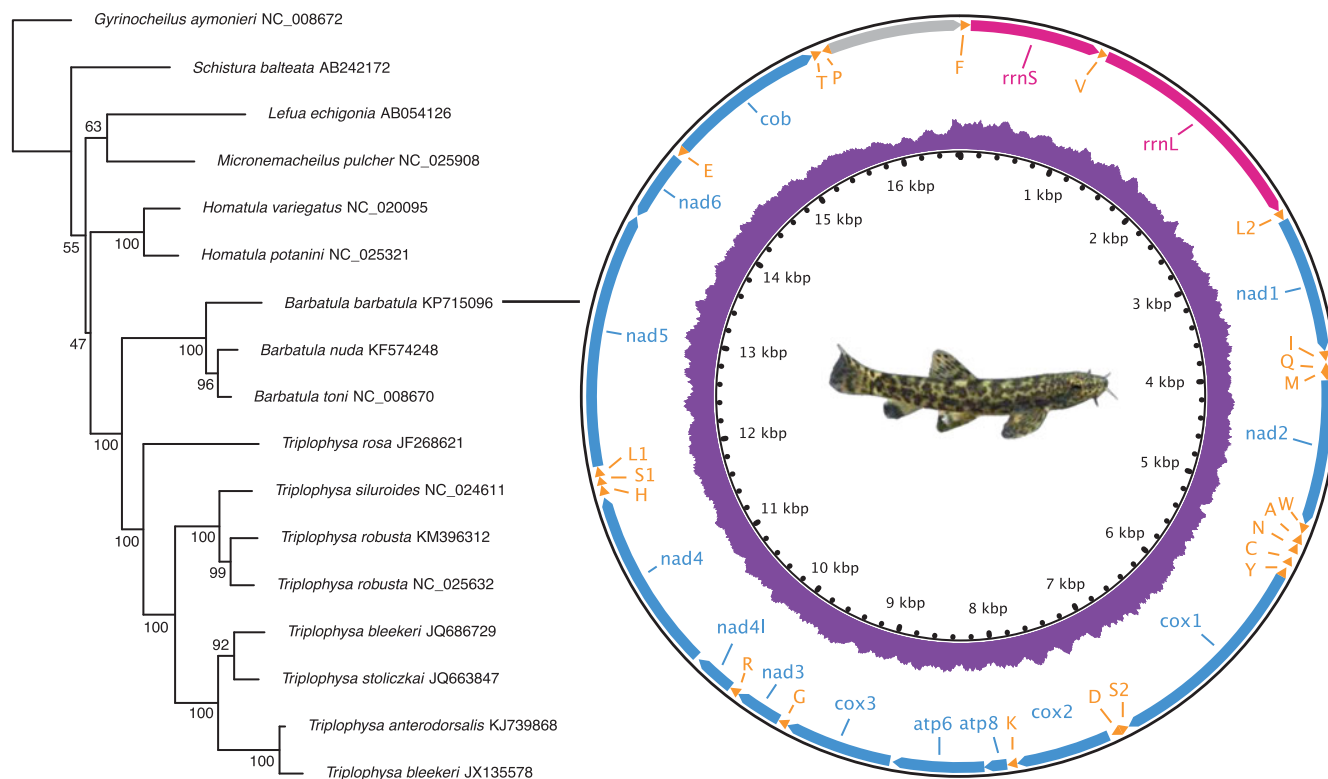 Gyrinocheilus aymonieri NC_008672
Schistura balteata AB242172
Lefua echigonia AB054126
63
Micronemacheilus pulcher NC_025908
Homatula variegatus NC_020095
55
100
Homatula potanini NC_025321
Barbatula barbatula KP715096
47
100
Barbatula nuda KF574248
96
Barbatula toni NC_008670
100
Triplophysa rosa JF268621
Triplophysa siluroides NC_024611
100
100
Triplophysa robusta KM396312
99
Triplophysa robusta NC_025632
100
Triplophysa bleekeri JQ686729
92
Triplophysa stoliczkai JQ663847
100
Triplophysa anterodorsalis KJ739868
100
Triplophysa bleekeri JX135578
F
rrnS
V
rrnL
L2
nad1
I
Q
M
nad2
W
A
N
C
Y
cox1
S2
D
cox2
K
atp8
atp6
cox3
G
nad3
R
nad4l
nad4
H
S1
L1
nad5
nad6
E
cob
T
P
1 kbp
2 kbp
3 kbp
4 kbp
5 kbp
6 kbp
7 kbp
8 kbp
9 kbp
10 kbp
11 kbp
12 kbp
13 kbp
14 kbp
15 kbp
16 kbp